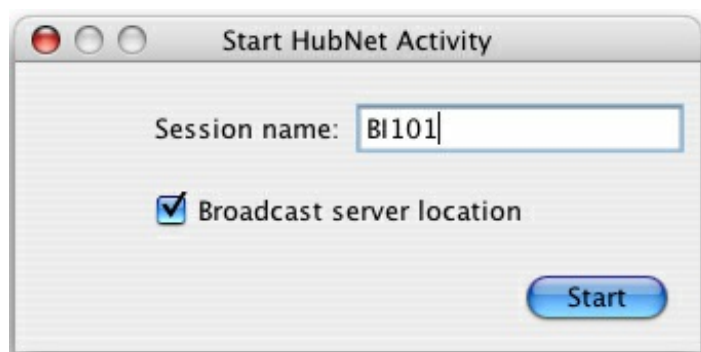 Start HubNet Activity
Session name: BI101
Broadcast server location
Start